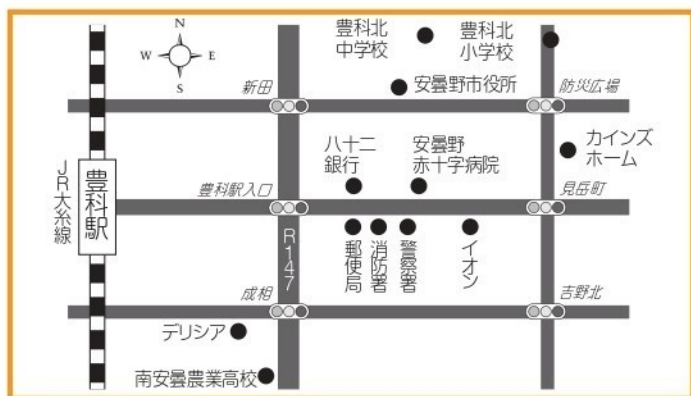 N
W E
S
豊科北
中学校
豊科北
小学校
新田
安曇野市役所
防災広場
カインズ
ホーム
八十二
銀行
安曇野
赤十字病院
JR大糸線
豊科駅
豊科駅入口
見岳町
R147
郵便局
消防署
警察署
イオン
成相
吉野北
デリシア
南安曇農業高校